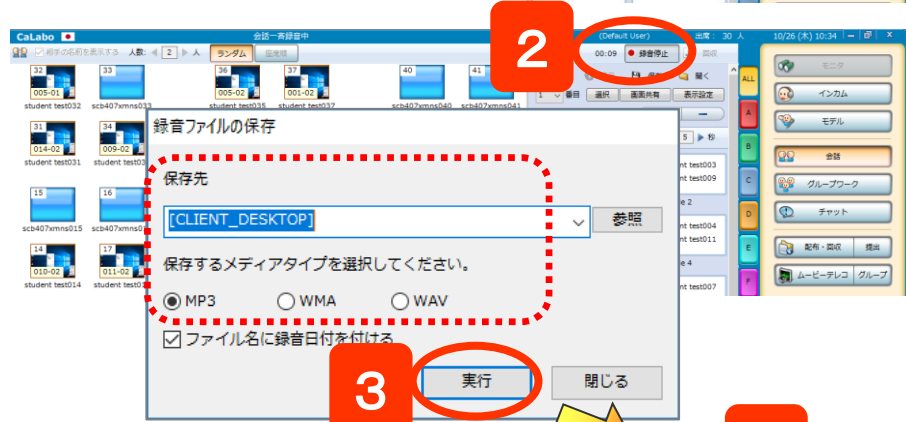 CaLabo 会話一斉録音中 (Default User) 出席: 30 人 10/26 (木) 10:34
相手の名前を表示する 人数: 2 人 ランダム 座席順 00:09 録音停止 回収
2
32 33 36 37 40 41
005-01 005-02 001-02
student test032 scb407xmns033 student test035 student test037 scb407xmns040 scb407xmns041
開く
1 番目 選択 画面共有 表示設定
5 秒
31 34
014-02 009-02
student test031
15 16
scb407xmns015
14 17
010-02 011-02
student test014
録音ファイルの保存
保存先
[CLIENT_DESKTOP]
参照
保存するメディアタイプを選択してください。
MP3 WMA WAV
ファイル名に録音日付を付ける
3
実行 閉じる
nt test003
nt test009
e 2
nt test004
nt test011
e 4
nt test007
ALL
A
B
C
D
E
F
モニタ
インカム
モデル
会話
グループワーク
チャット
配布・回収 提出
ムービーテレコ グループ